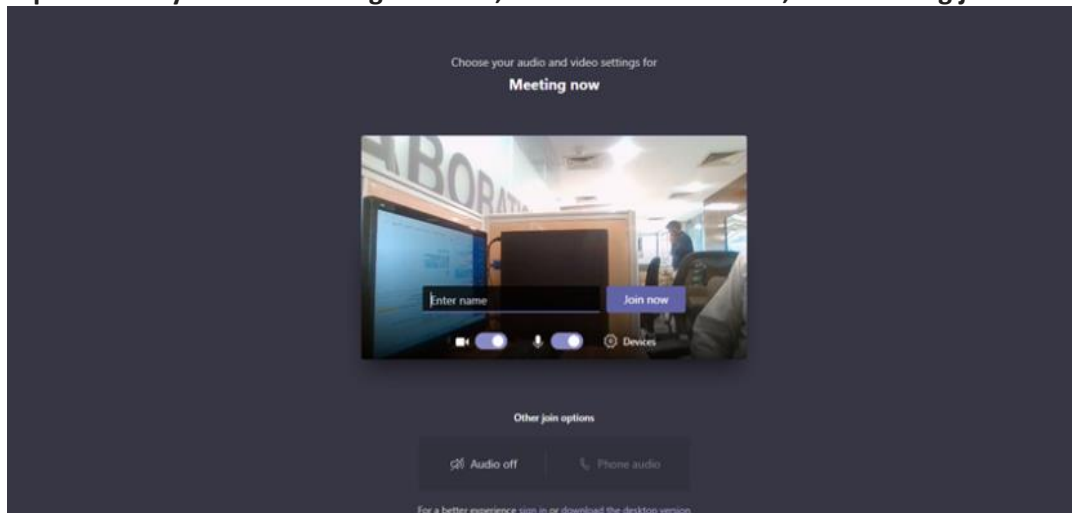 Choose your audio and video settings for
Meeting now
ABORATI
Enter name
Join now
Devices
Other join options
Audio off
Phone audio
For a better experience sign in or download the desktop version